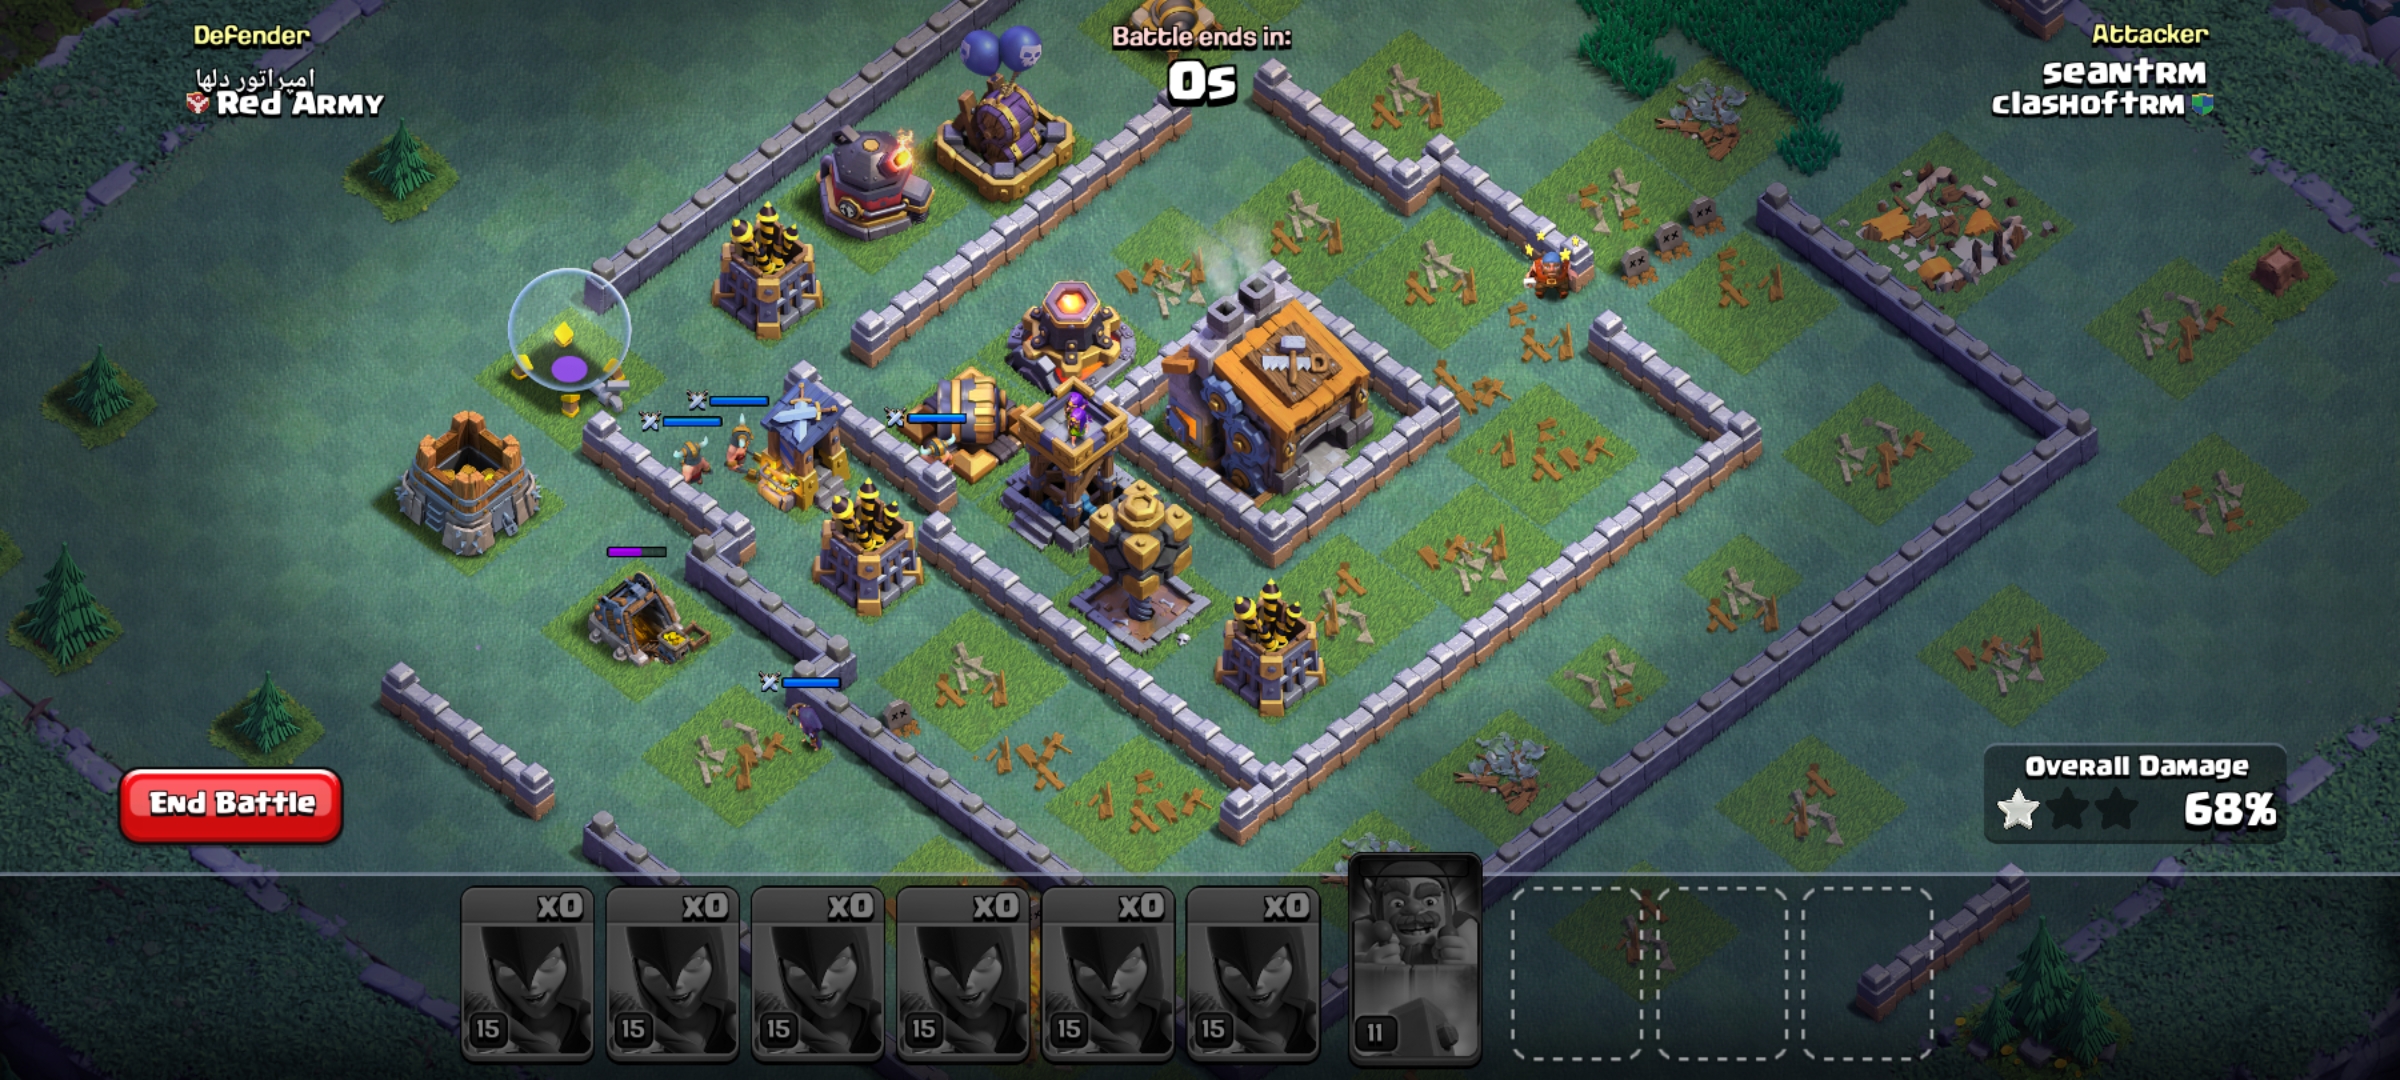 Defender
امپراتور دلها
Red Army
Battle ends in:
0s
Attacker
seantRM
clashoftRM
End Battle
Overall Damage
68%
x0
x0
x0
x0
x0
x0
15
15
15
15
15
15
11